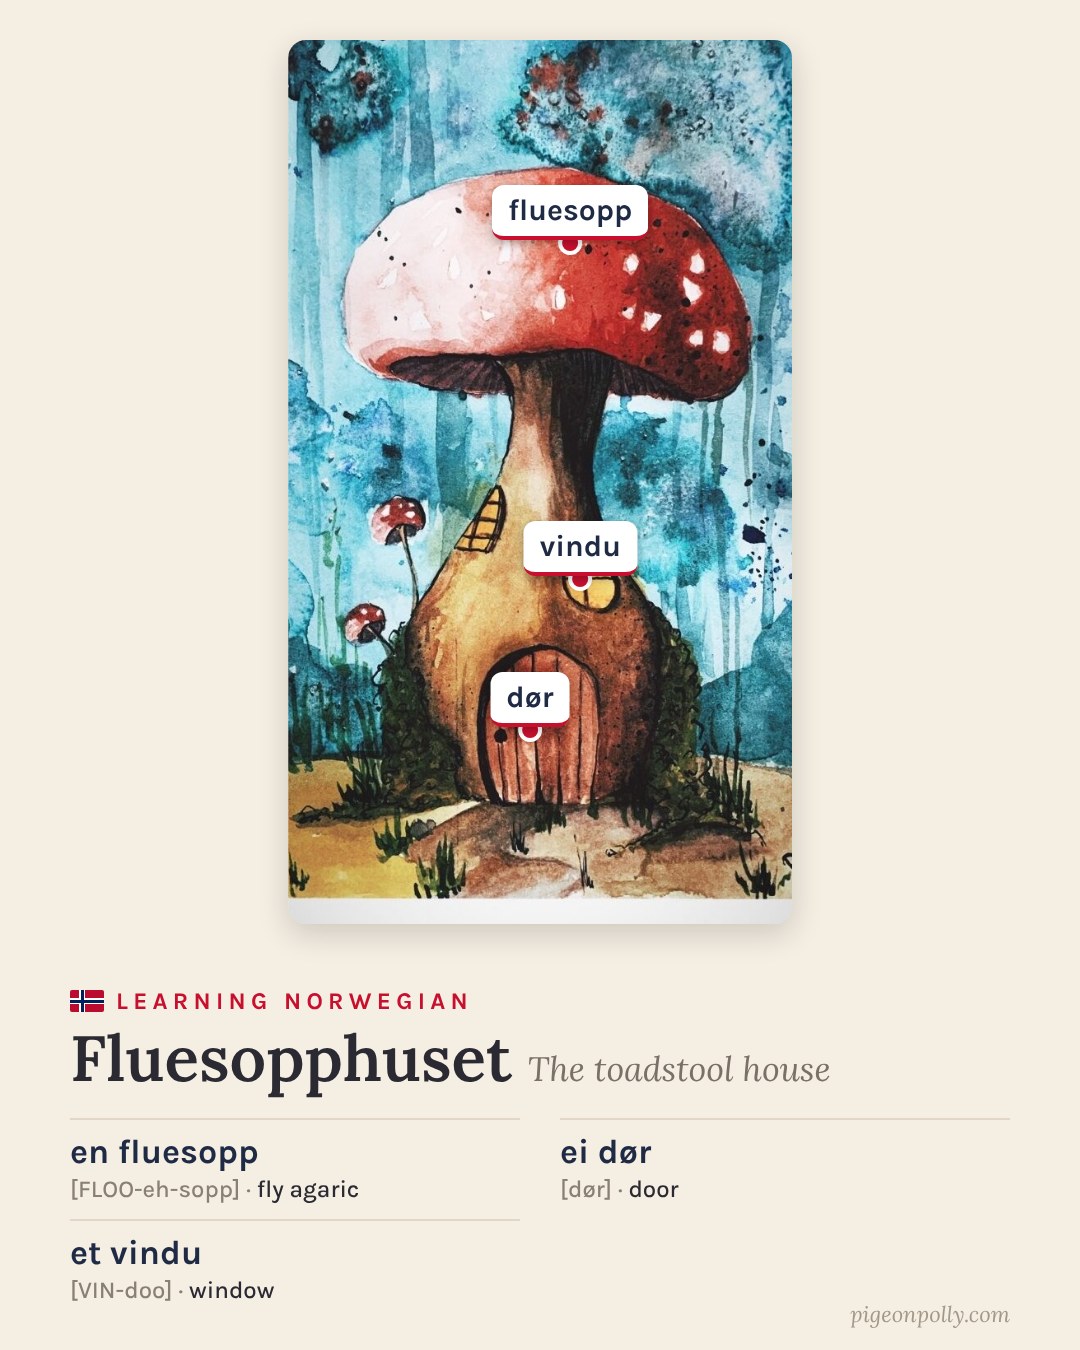 fluesopp
vindu
dør
LEARNING NORWEGIAN
Fluesopphuset The toadstool house
en fluesopp
[FLOO-eh-sopp] · fly agaric
ei dør
[dør] · door
et vindu
[VIN-doo] · window
pigeonpolly.com